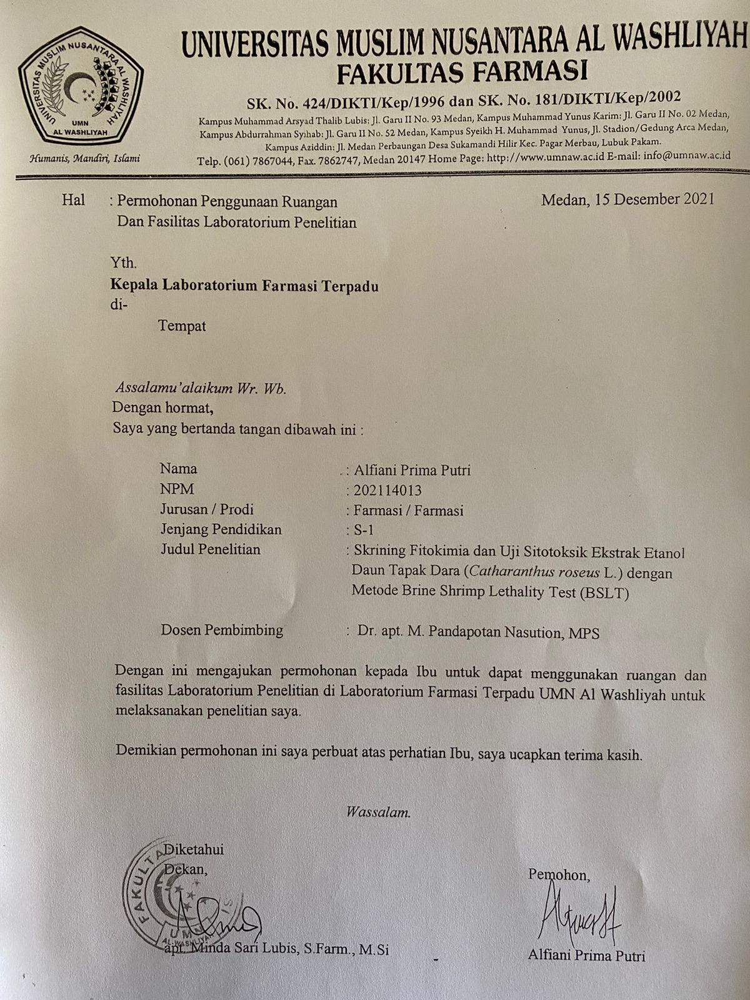 UNIVERSITAS MUSLIM NUSANTARA AL WASHLIYAH
UMN
AL WASHLIYAH
Humanis, Mandiri, Islami
UNIVERSITAS MUSLIM NUSANTARA AL WASHLIYAH
FAKULTAS FARMASI
SK. No. 424/DIKTI/Kep/1996 dan SK. No. 181/DIKTI/Kep/2002
Kampus Muhammad Arsyad Thalib Lubis: Jl. Garu II No. 93 Medan, Kampus Muhammad Yunus Karim: Jl. Garu II No. 02 Medan,
Kampus Abdurrahman Syihab: Jl. Garu II No. 52 Medan, Kampus Syeikh H. Muhammad Yunus, Jl. Stadion/Gedung Arca Medan,
Kampus Aziddin: Jl. Medan Perbaungan Desa Sukamandi Hilir Kec. Pagar Merbau, Lubuk Pakam.
Telp. (061) 7867044, Fax. 7862747, Medan 20147 Home Page: http://www.umnaw.ac.id E-mail: info@umnaw.ac.id
Hal : Permohonan Penggunaan Ruangan Medan, 15 Desember 2021
Dan Fasilitas Laboratorium Penelitian
Yth.
Kepala Laboratorium Farmasi Terpadu
di-
Tempat
Assalamu'alaikum Wr. Wb.
Dengan hormat,
Saya yang bertanda tangan dibawah ini :
Nama : Alfiani Prima Putri
NPM : 202114013
Jurusan / Prodi : Farmasi / Farmasi
Jenjang Pendidikan : S-1
Judul Penelitian : Skrining Fitokimia dan Uji Sitotoksik Ekstrak Etanol
Daun Tapak Dara (Catharanthus roseus L.) dengan
Metode Brine Shrimp Lethality Test (BSLT)
Dosen Pembimbing : Dr. apt. M. Pandapotan Nasution, MPS
Dengan ini mengajukan permohonan kepada Ibu untuk dapat menggunakan ruangan dan
fasilitas Laboratorium Penelitian di Laboratorium Farmasi Terpadu UMN Al Washliyah untuk
melaksanakan penelitian saya.
Demikian permohonan ini saya perbuat atas perhatian Ibu, saya ucapkan terima kasih.
Wassalam.
Diketahui
Dekan,
Pemohon,
FAKULTA
SI
UMN
AL-WASHLIYAH
apt. Minda Sari Lubis, S.Farm., M.Si
Alfiani Prima Putri